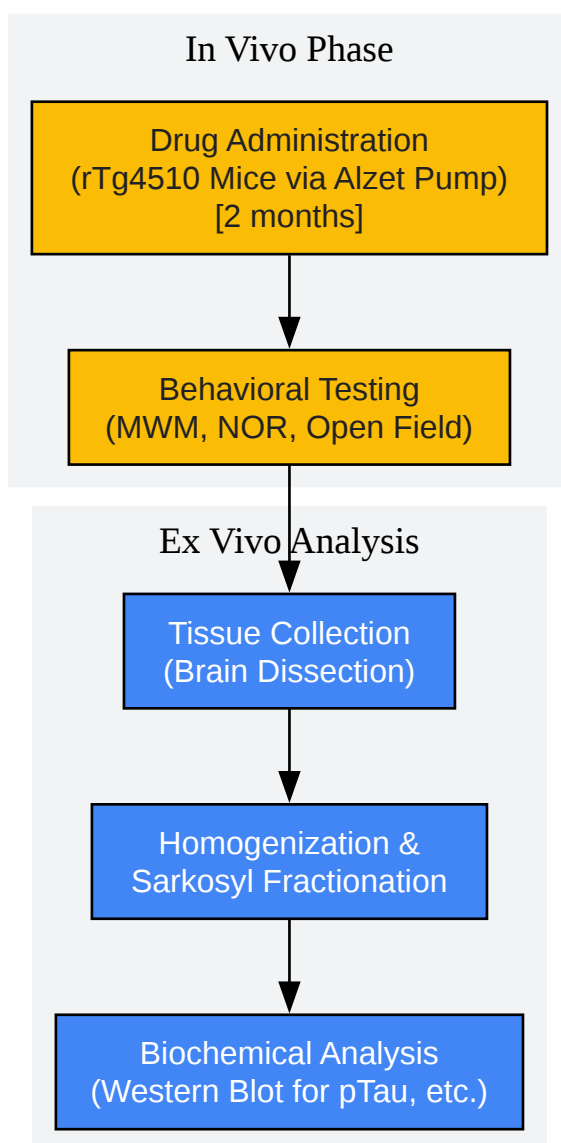 In Vivo Phase
Drug Administration
(rTg4510 Mice via Alzet Pump)
[2 months]
Behavioral Testing
(MWM, NOR, Open Field)
Ex Vivo Analysis
Tissue Collection
(Brain Dissection)
Homogenization &
Sarkosyl Fractionation
Biochemical Analysis
(Western Blot for pTau, etc.)